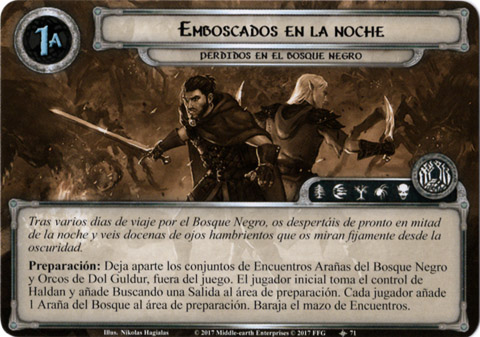 1A
Emboscados en la noche
Perdidos en el Bosque Negro
Tras varios días de viaje por el Bosque Negro, os despertáis de pronto en mitad
de la noche y veis docenas de ojos hambrientos que os miran fijamente desde la
oscuridad.
Preparación: Deja aparte los conjuntos de Encuentros Arañas del Bosque Negro
y Orcos de Dol Guldur, fuera del juego. El jugador inicial toma el control de
Haldan y añade Buscando una Salida al área de preparación. Cada jugador añade
1 Araña del Bosque al área de preparación. Baraja el mazo de Encuentros.
Illus. Nikolas Hagialas © 2017 Middle-earth Enterprises © 2017 FFG 71